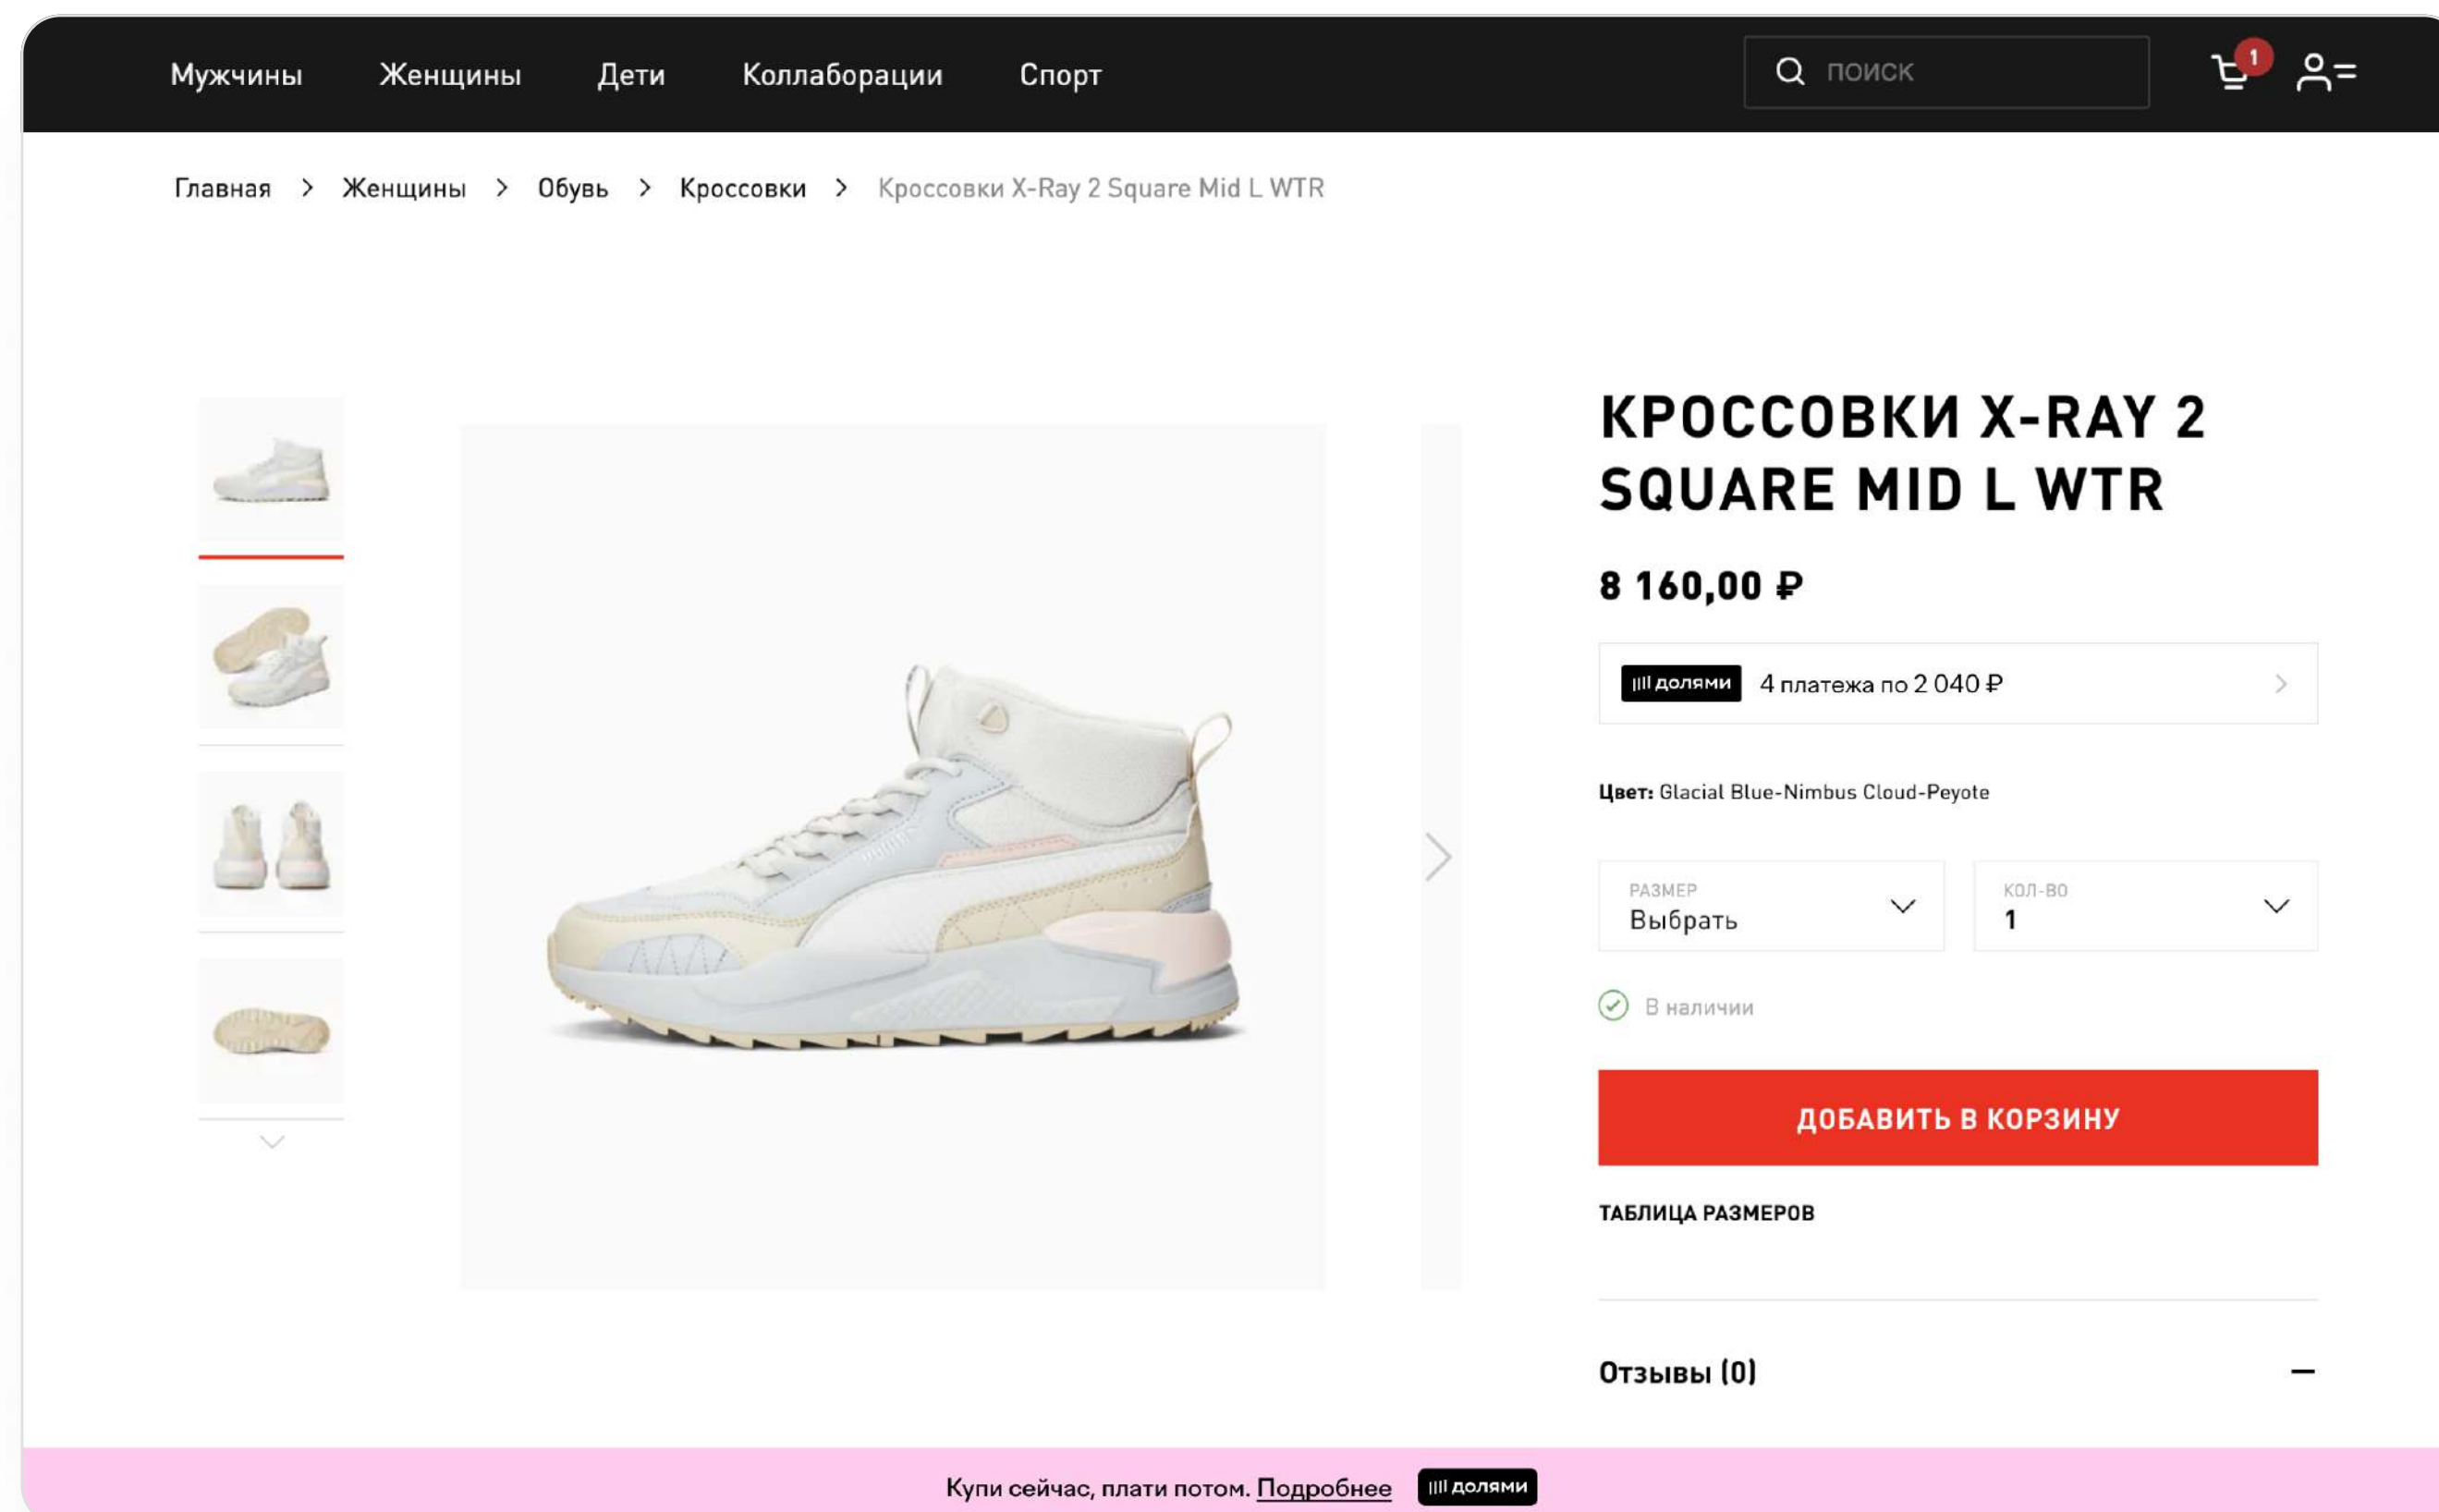 Мужчины Женщины Дети Коллаборации Спорт ПОИСК 1
Главная > Женщины > Обувь > Кроссовки > Кроссовки X-Ray 2 Square Mid L WTR
КРОССОВКИ X-RAY 2
SQUARE MID L WTR
8 160,00 ₽
долями 4 платежа по 2 040 ₽
Цвет: Glacial Blue-Nimbus Cloud-Peyote
РАЗМЕР КОЛ-ВО
Выбрать 1
В наличии
ДОБАВИТЬ В КОРЗИНУ
ТАБЛИЦА РАЗМЕРОВ
Отзывы (0)
Купи сейчас, плати потом. Подробнее долями